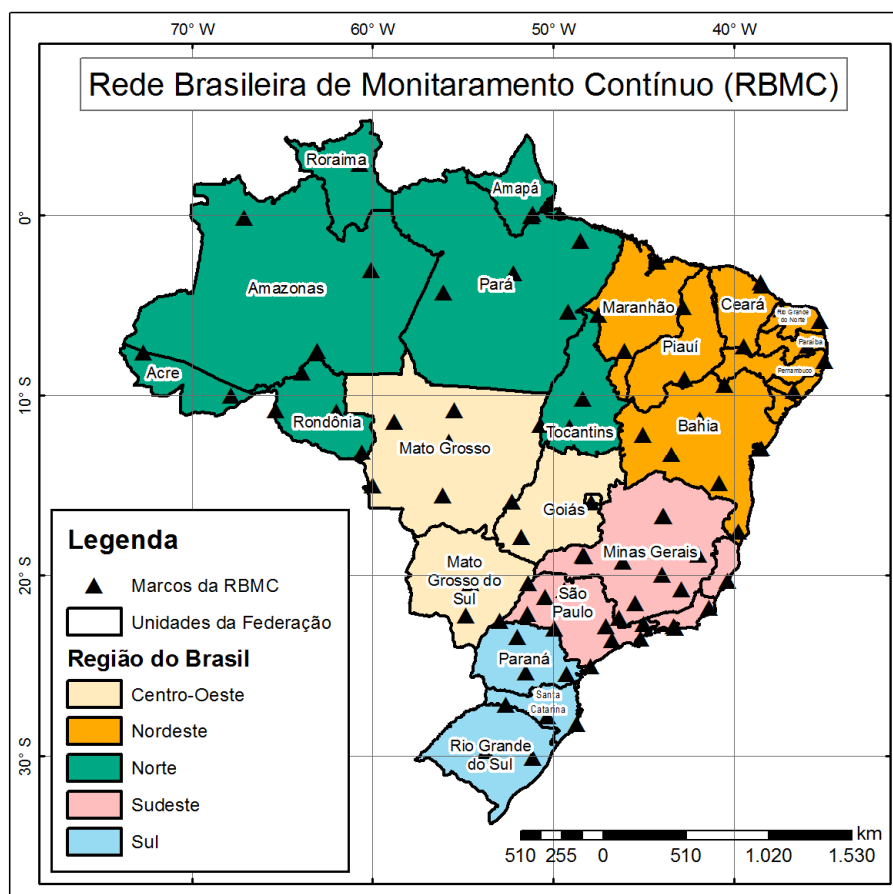 70° W
60° W
50° W
40° W
Rede Brasileira de Monitaramento Contínuo (RBMC)
Roraima
Amapá
0°
Amazonas
Pará
Maranhão
Ceará
Rio Grande
do Norte
Paraíba
Piauí
Pernambuco
Acre
10° S
Rondônia
Tocantins
Bahia
Mato Grosso
Goiás
Minas Gerais
Mato
Grosso do
Sul
20° S
São
Paulo
Paraná
Santa
Catarina
Rio Grande
do Sul
30° S
Legenda
Marcos da RBMC
Unidades da Federação
Região do Brasil
Centro-Oeste
Nordeste
Norte
Sudeste
Sul
km
510 255 0 510 1.020 1.530